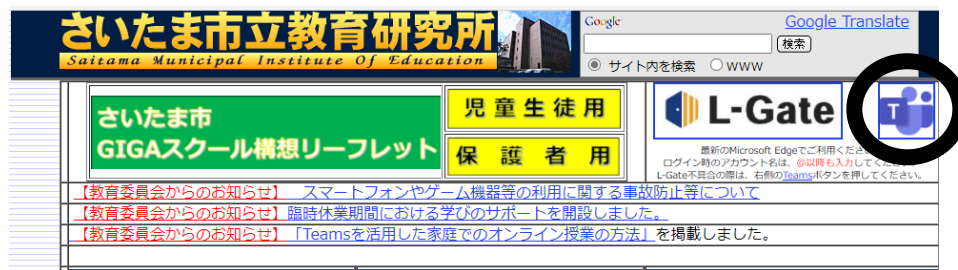 さいたま市立教育研究所
Saitama Municipal Institute Of Education
Google
Google Translate
検索
サイト内を検索
WWW
さいたま市
GIGAスクール構想リーフレット
児童生徒用
保護者用
L-Gate
T
最新のMicrosoft Edgeでご利用くだ
ログイン時のアカウント名は、@以降も入力してく
L-Gate不具合の際は、右側のTeamsボタンを押してください。
【教育委員会からのお知らせ】 スマートフォンやゲーム機器等の利用に関する事故防止等について
【教育委員会からのお知らせ】臨時休業期間における学びのサポートを開設しました。
【教育委員会からのお知らせ】「Teamsを活用した家庭でのオンライン授業の方法」を掲載しました。